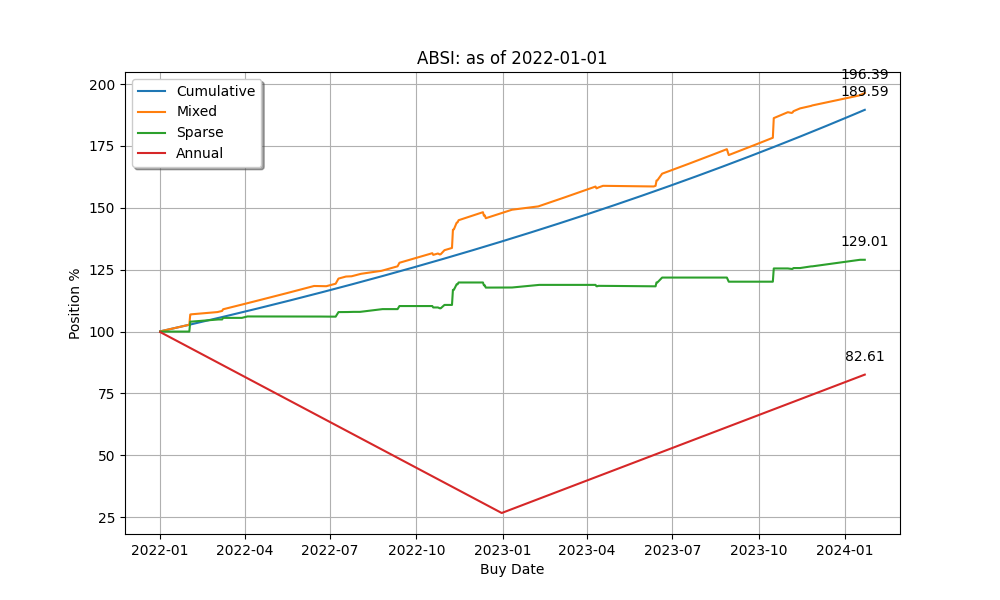 ABSI: as of 2022-01-01
Cumulative
Mixed
Sparse
Annual
196.39
189.59
129.01
82.61
200
175
150
125
100
75
50
25
Position %
2022-01 2022-04 2022-07 2022-10 2023-01 2023-04 2023-07 2023-10 2024-01
Buy Date